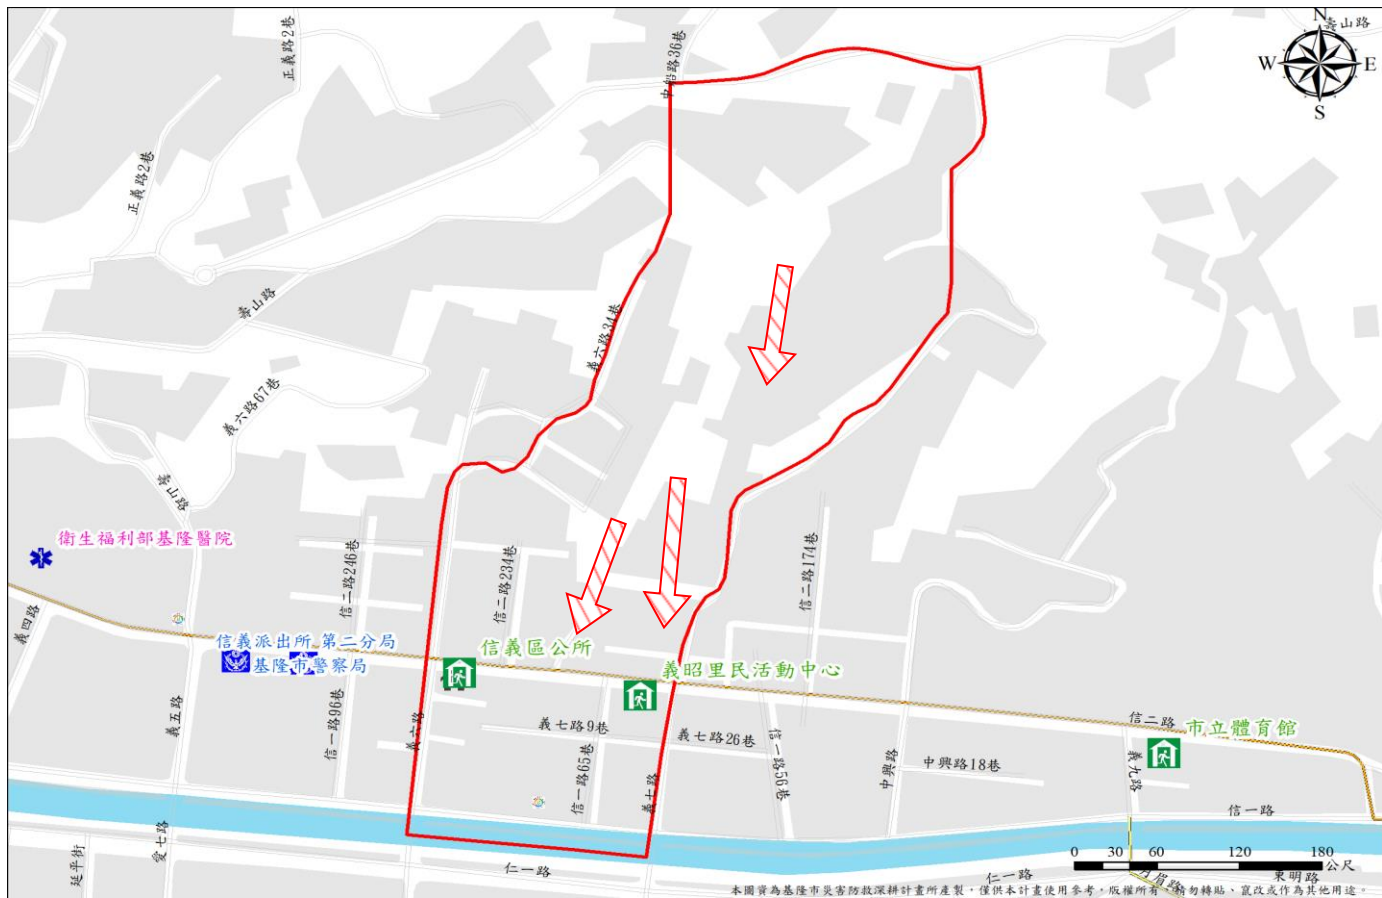 N
壽山路
W
E
S
正義路2巷
中船路36巷
正義路2巷
壽山路
義六路34巷
義六路67巷
壽山路
衛生福利部基隆醫院
信二路246巷
信二路234巷
信二路174巷
義四路
信義派出所 第二分局
基隆市警察局
信義區公所
義昭里民活動中心
義五路
信一路96巷
義六路
義七路9巷
信一路65巷
義七路
義七路26巷
信一路56巷
中興路
中興路18巷
信二路
市立體育館
義九路
信一路
延平街
愛七路
仁一路
仁一路
月眉路
東明路
0 30 60 120 180
公尺
本圖資為基隆市災害防救深耕計畫所產製，僅供本計畫使用參考，版權所有，請勿轉貼、竄改或作為其他用途。